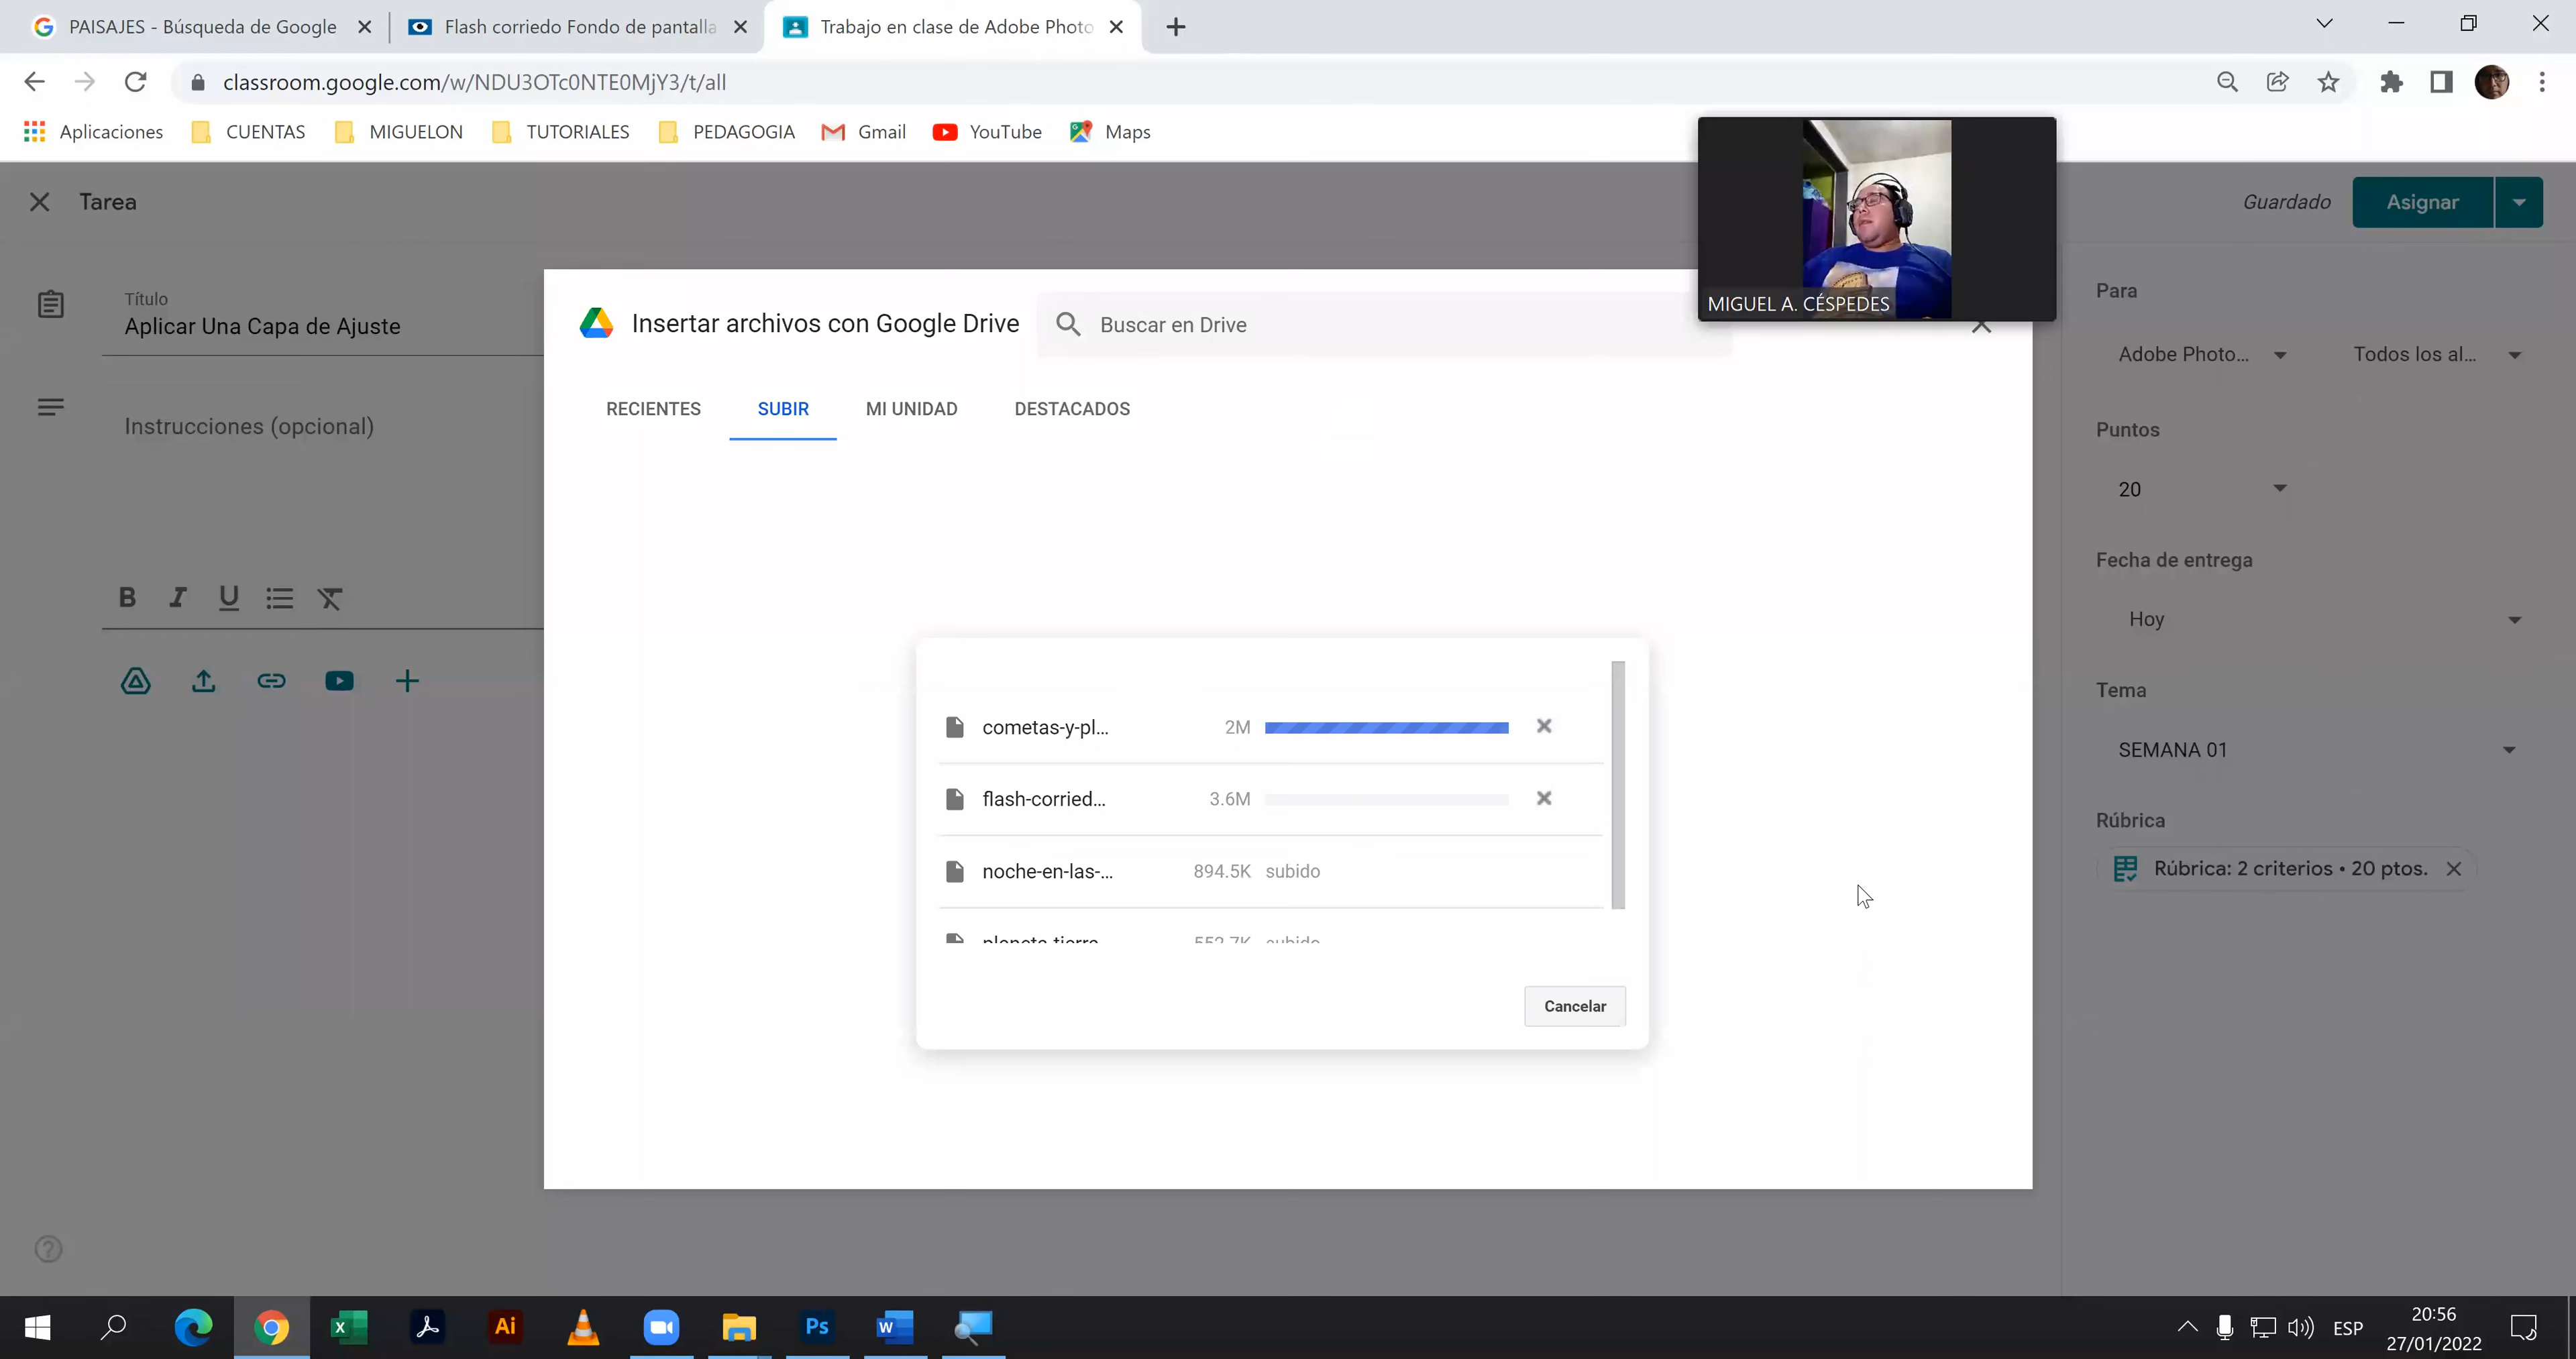 PAISAJES - Búsqueda de Google
Flash corriedo Fondo de pantalla
Trabajo en clase de Adobe Photo
classroom.google.com/w/NDU3OTc0NTE0MjY3/t/all
Aplicaciones
CUENTAS
MIGUELON
TUTORIALES
PEDAGOGIA
Gmail
YouTube
Maps
Tarea
Guardado
Asignar
MIGUEL A. CÉSPEDES
Título
Aplicar Una Capa de Ajuste
Instrucciones (opcional)
B I U
Insertar archivos con Google Drive
Buscar en Drive
RECIENTES
SUBIR
MI UNIDAD
DESTACADOS
cometas-y-pl... 2M
flash-corried... 3.6M
noche-en-las-... 894.5K subido
planeta-tierra 552.7K subido
Cancelar
Para
Adobe Photo...
Todos los al...
Puntos
20
Fecha de entrega
Hoy
Tema
SEMANA 01
Rúbrica
Rúbrica: 2 criterios • 20 ptos.
Ai
Ps
ESP
20:56
27/01/2022